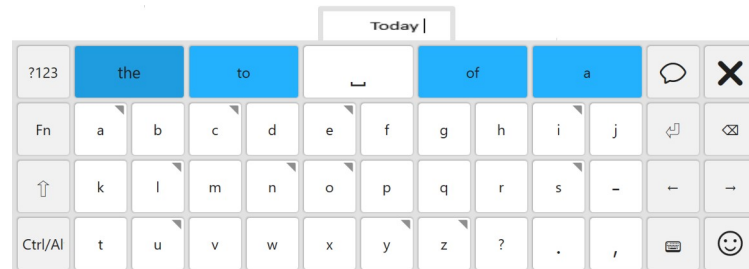 Today
?123 the to of a
Fn a b c d e f g h i j
k l m n o p q r s -
Ctrl/Al t u v w x y z ? . ,